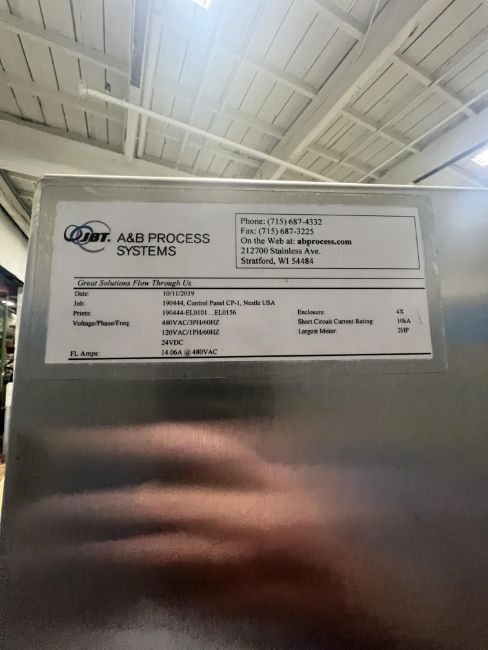 JBT. A&B PROCESS
SYSTEMS
Phone: (715) 687-4332
Fax: (715) 687-3225
On the Web at: abprocess.com
212700 Stainless Ave.
Stratford, WI 54484
Great Solutions Flow Through Us.
Date: 10/11/2019
Job: 190444, Control Panel CP-1, Nestle USA
Prints: 190444-EL0101…EL0156 Enclosure: 4X
Voltage/Phase/Freq 480VAC/3PH/60HZ Short Circuit Current Rating: 10kA
120VAC/1PH/60HZ Largest Motor: 2HP
24VDC
FL Amps: 14.06A @ 480VAC